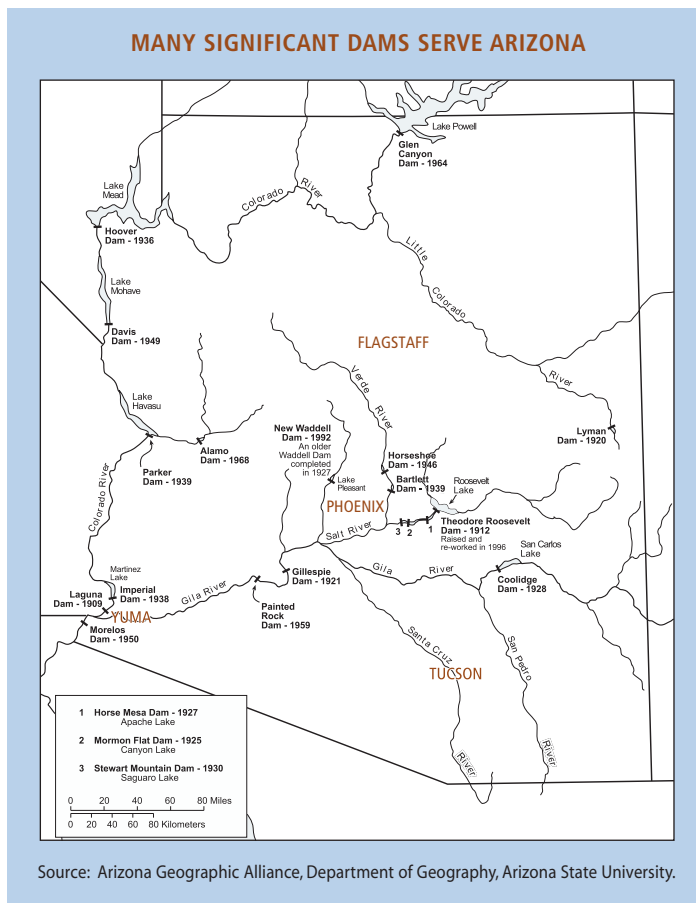 MANY SIGNIFICANT DAMS SERVE ARIZONA
Lake Powell
Glen
Canyon
Dam - 1964
Lake
Mead
Colorado
River
Hoover
Dam - 1936
Little
Colorado
River
Lake
Mohave
Davis
Dam - 1949
FLAGSTAFF
Verde
River
Lake
Havasu
New Waddell
Dam - 1992
An older
Waddell Dam
completed
in 1927
Lyman
Dam - 1920
Alamo
Dam - 1968
Parker
Dam - 1939
Horseshoe
Dam - 1946
Bartlett
Dam - 1939
Roosevelt
Lake
Lake
Pleasant
PHOENIX
Colorado River
Salt River
3
2
1
Theodore Roosevelt
Dam - 1912
Raised and
re-worked in 1996
San Carlos
Lake
Gila
River
Coolidge
Dam - 1928
Martinez
Lake
Imperial
Dam - 1938
Laguna
Dam - 1909
YUMA
Morelos
Dam - 1950
Gila River
Gillespie
Dam - 1921
Painted
Rock
Dam - 1959
Santa Cruz
River
TUCSON
San Pedro
River
1 Horse Mesa Dam - 1927
Apache Lake
2 Mormon Flat Dam - 1925
Canyon Lake
3 Stewart Mountain Dam - 1930
Saguaro Lake
0 20 40 60 80 Miles
0 20 40 60 80 Kilometers
Source: Arizona Geographic Alliance, Department of Geography, Arizona State University.